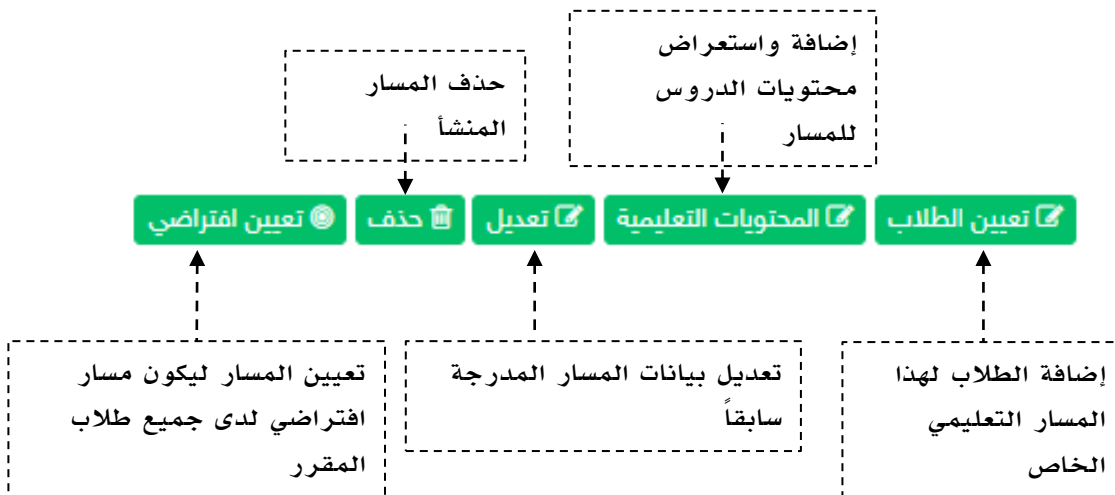 إضافة واستعراض
محتويات الدروس
للمسار
حذف المسار
المنشأ
تعيين الطلاب
المحتويات التعليمية
تعديل
حذف
تعيين افتراضي
إضافة الطلاب لهذا
المسار التعليمي
الخاص
تعديل بيانات المسار المدرجة
سابقاً
تعيين المسار ليكون مسار
افتراضي لدى جميع طلاب
المقرر